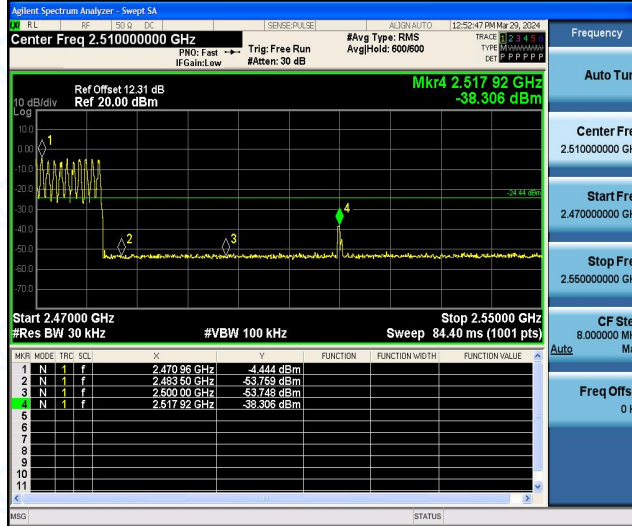 Agilent Spectrum Analyzer - Swept SA
LXI RL RF 50 Ω DC SENSE:PULSE ALIGN AUTO 12:52:47 PM Mar 29, 2024
Center Freq 2.510000000 GHz
PNO: Fast
IFGain:Low
Trig: Free Run
#Atten: 30 dB
#Avg Type: RMS
Avg|Hold: 600/600
TRACE 1 2 3 4 5 6
TYPE M
DET P P P P P P
Ref Offset 12.31 dB
10 dB/div Ref 20.00 dBm
Log
Mkr4 2.517 92 GHz
-38.306 dBm
10.0
0.00
-10.0
-20.0
-30.0
-40.0
-50.0
-60.0
-70.0
1
2
3
4
-24.44 dBm
Start 2.47000 GHz Stop 2.55000 GHz
#Res BW 30 kHz #VBW 100 kHz Sweep 84.40 ms (1001 pts)
MKR MODE TRC SCL X Y FUNCTION FUNCTION WIDTH FUNCTION VALUE
1 N 1 f 2.470 96 GHz -4.444 dBm
2 N 1 f 2.483 50 GHz -53.759 dBm
3 N 1 f 2.500 00 GHz -53.748 dBm
4 N 1 f 2.517 92 GHz -38.306 dBm
5
6
7
8
9
10
11
MSG STATUS
Frequency
Auto Tun
Center Fre
2.510000000 GH
Start Fre
2.470000000 GH
Stop Fre
2.550000000 GH
CF Ste
8.000000 MH
Auto Ma
Freq Offs
0 H